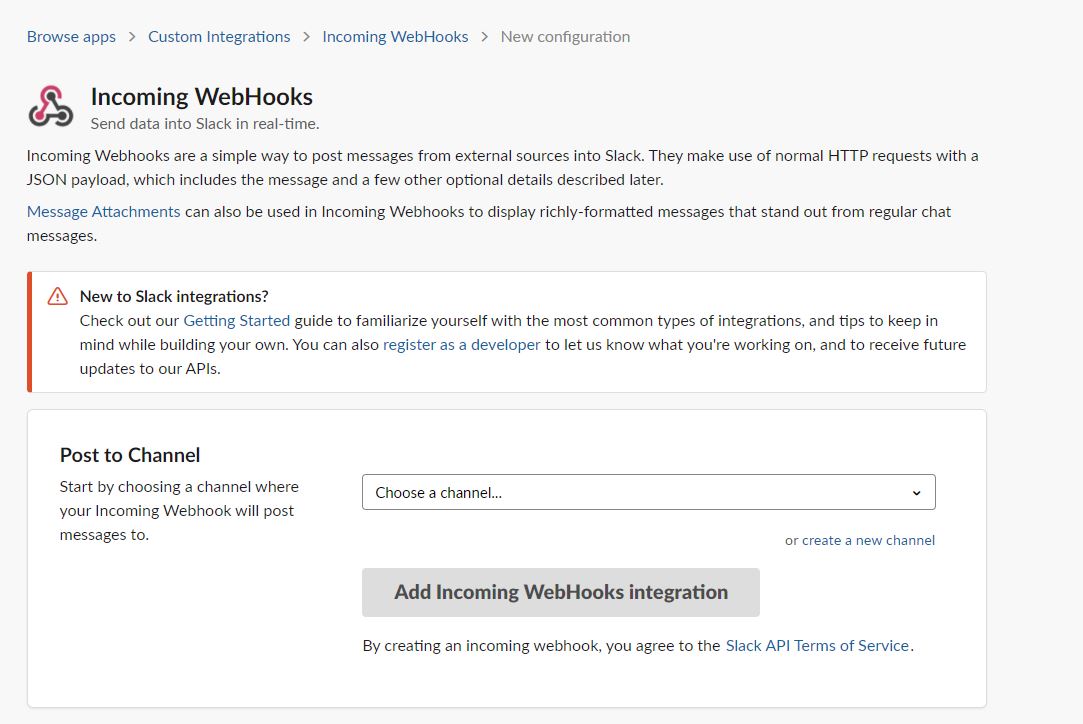 Browse apps > Custom Integrations > Incoming WebHooks > New configuration
Incoming WebHooks
Send data into Slack in real-time.
Incoming Webhooks are a simple way to post messages from external sources into Slack. They make use of normal HTTP requests with a
JSON payload, which includes the message and a few other optional details described later.
Message Attachments can also be used in Incoming Webhooks to display richly-formatted messages that stand out from regular chat
messages.
New to Slack integrations?
Check out our Getting Started guide to familiarize yourself with the most common types of integrations, and tips to keep in
mind while building your own. You can also register as a developer to let us know what you're working on, and to receive future
updates to our APIs.
Post to Channel
Start by choosing a channel where
your Incoming Webhook will post
messages to.
Choose a channel...
or create a new channel
Add Incoming WebHooks integration
By creating an incoming webhook, you agree to the Slack API Terms of Service.